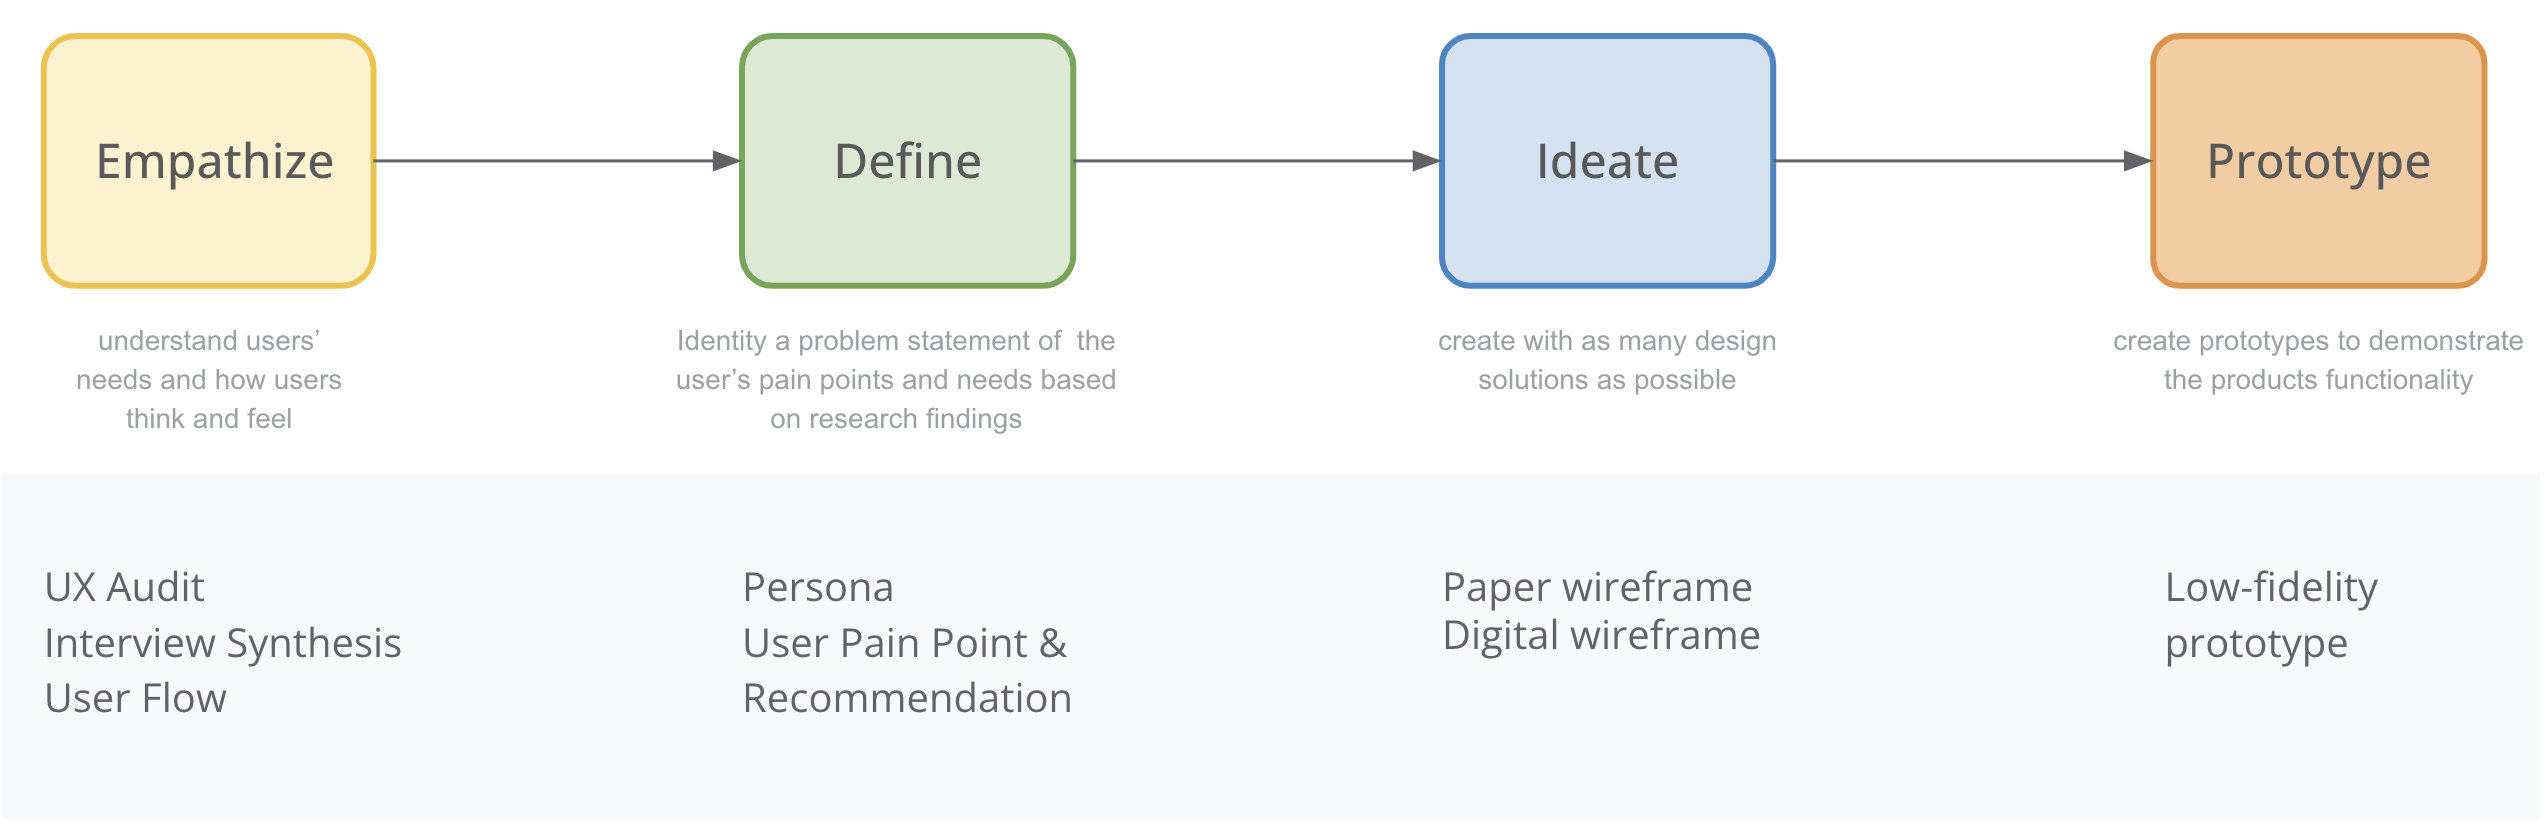 Empathize
Define
Ideate
Prototype
understand users’
needs and how users
think and feel
Identity a problem statement of  the
user’s pain points and needs based
on research findings
create with as many design
solutions as possible
create prototypes to demonstrate
the products functionality
UX Audit
Interview Synthesis
User Flow
Persona
User Pain Point &
Recommendation
Paper wireframe
Digital wireframe
Low-fidelity
prototype